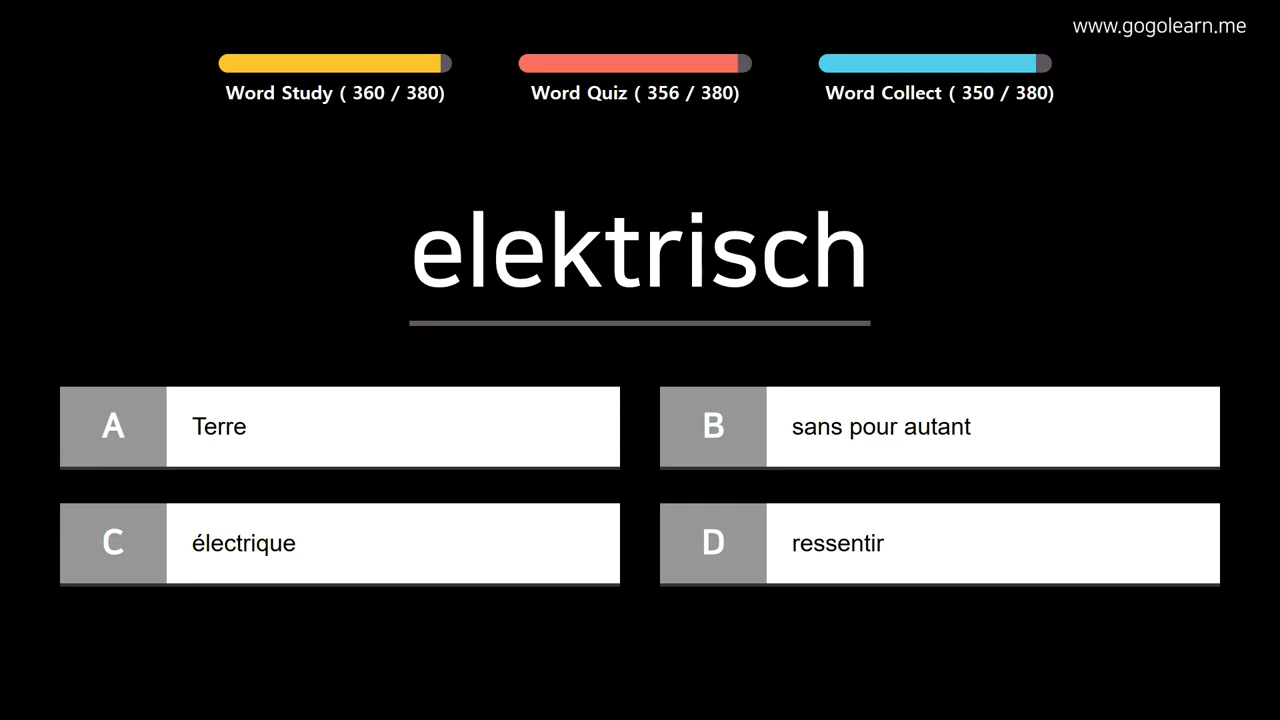 www.gogolearn.me
Word Study ( 360 / 380)
Word Quiz ( 356 / 380)
Word Collect ( 350 / 380)
elektrisch
A Terre
B sans pour autant
C électrique
D ressentir